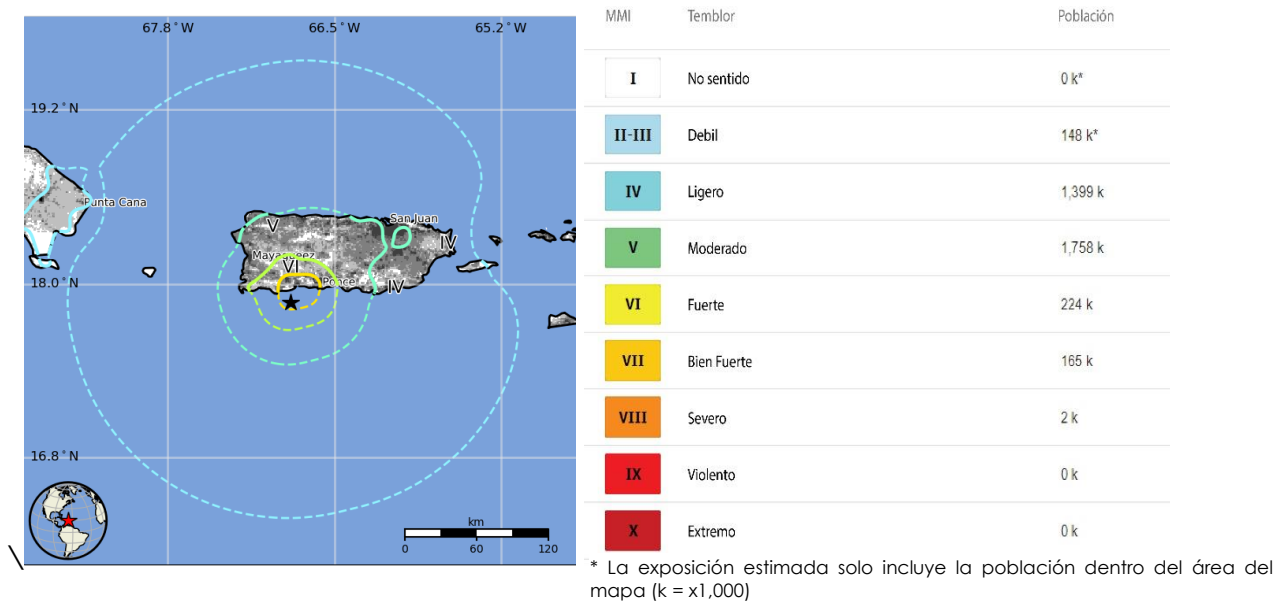 67.8°W 66.5°W 65.2°W
19.2°N
Punta Cana
San Juan
V
IV
Mayagueez
VI
18.0°N
Ponce
IV
16.8°N
km
0 60 120
\
MMI Temblor Población
I No sentido 0 k*
II-III Debil 148 k*
IV Ligero 1,399 k
V Moderado 1,758 k
VI Fuerte 224 k
VII Bien Fuerte 165 k
VIII Severo 2 k
IX Violento 0 k
X Extremo 0 k
* La exposición estimada solo incluye la población dentro del área del
mapa (k = x1,000)